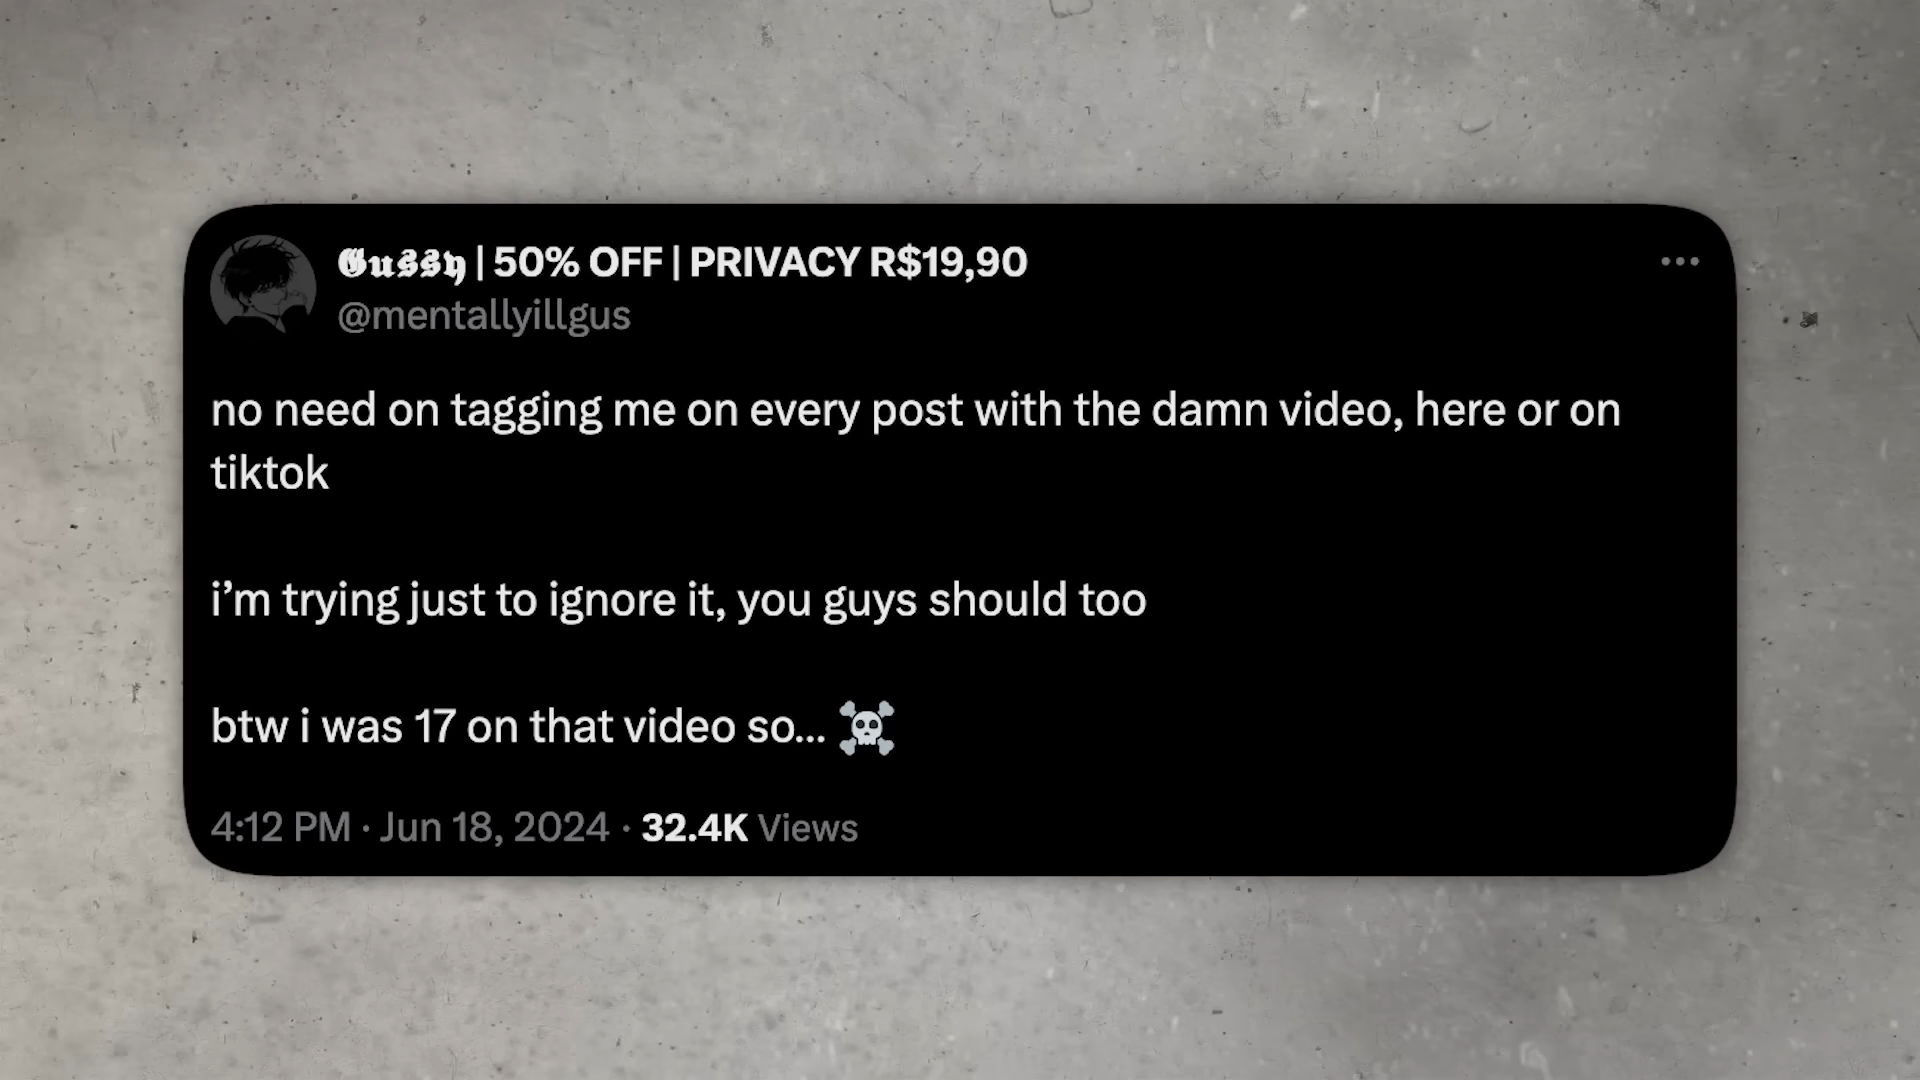 𝕲𝖚𝖘𝖘𝖞 | 50% OFF | PRIVACY R$19,90
@mentallyillgus
no need on tagging me on every post with the damn video, here or on
tiktok
i’m trying just to ignore it, you guys should too
btw i was 17 on that video so... ☠️
4:12 PM · Jun 18, 2024 · 32.4K Views